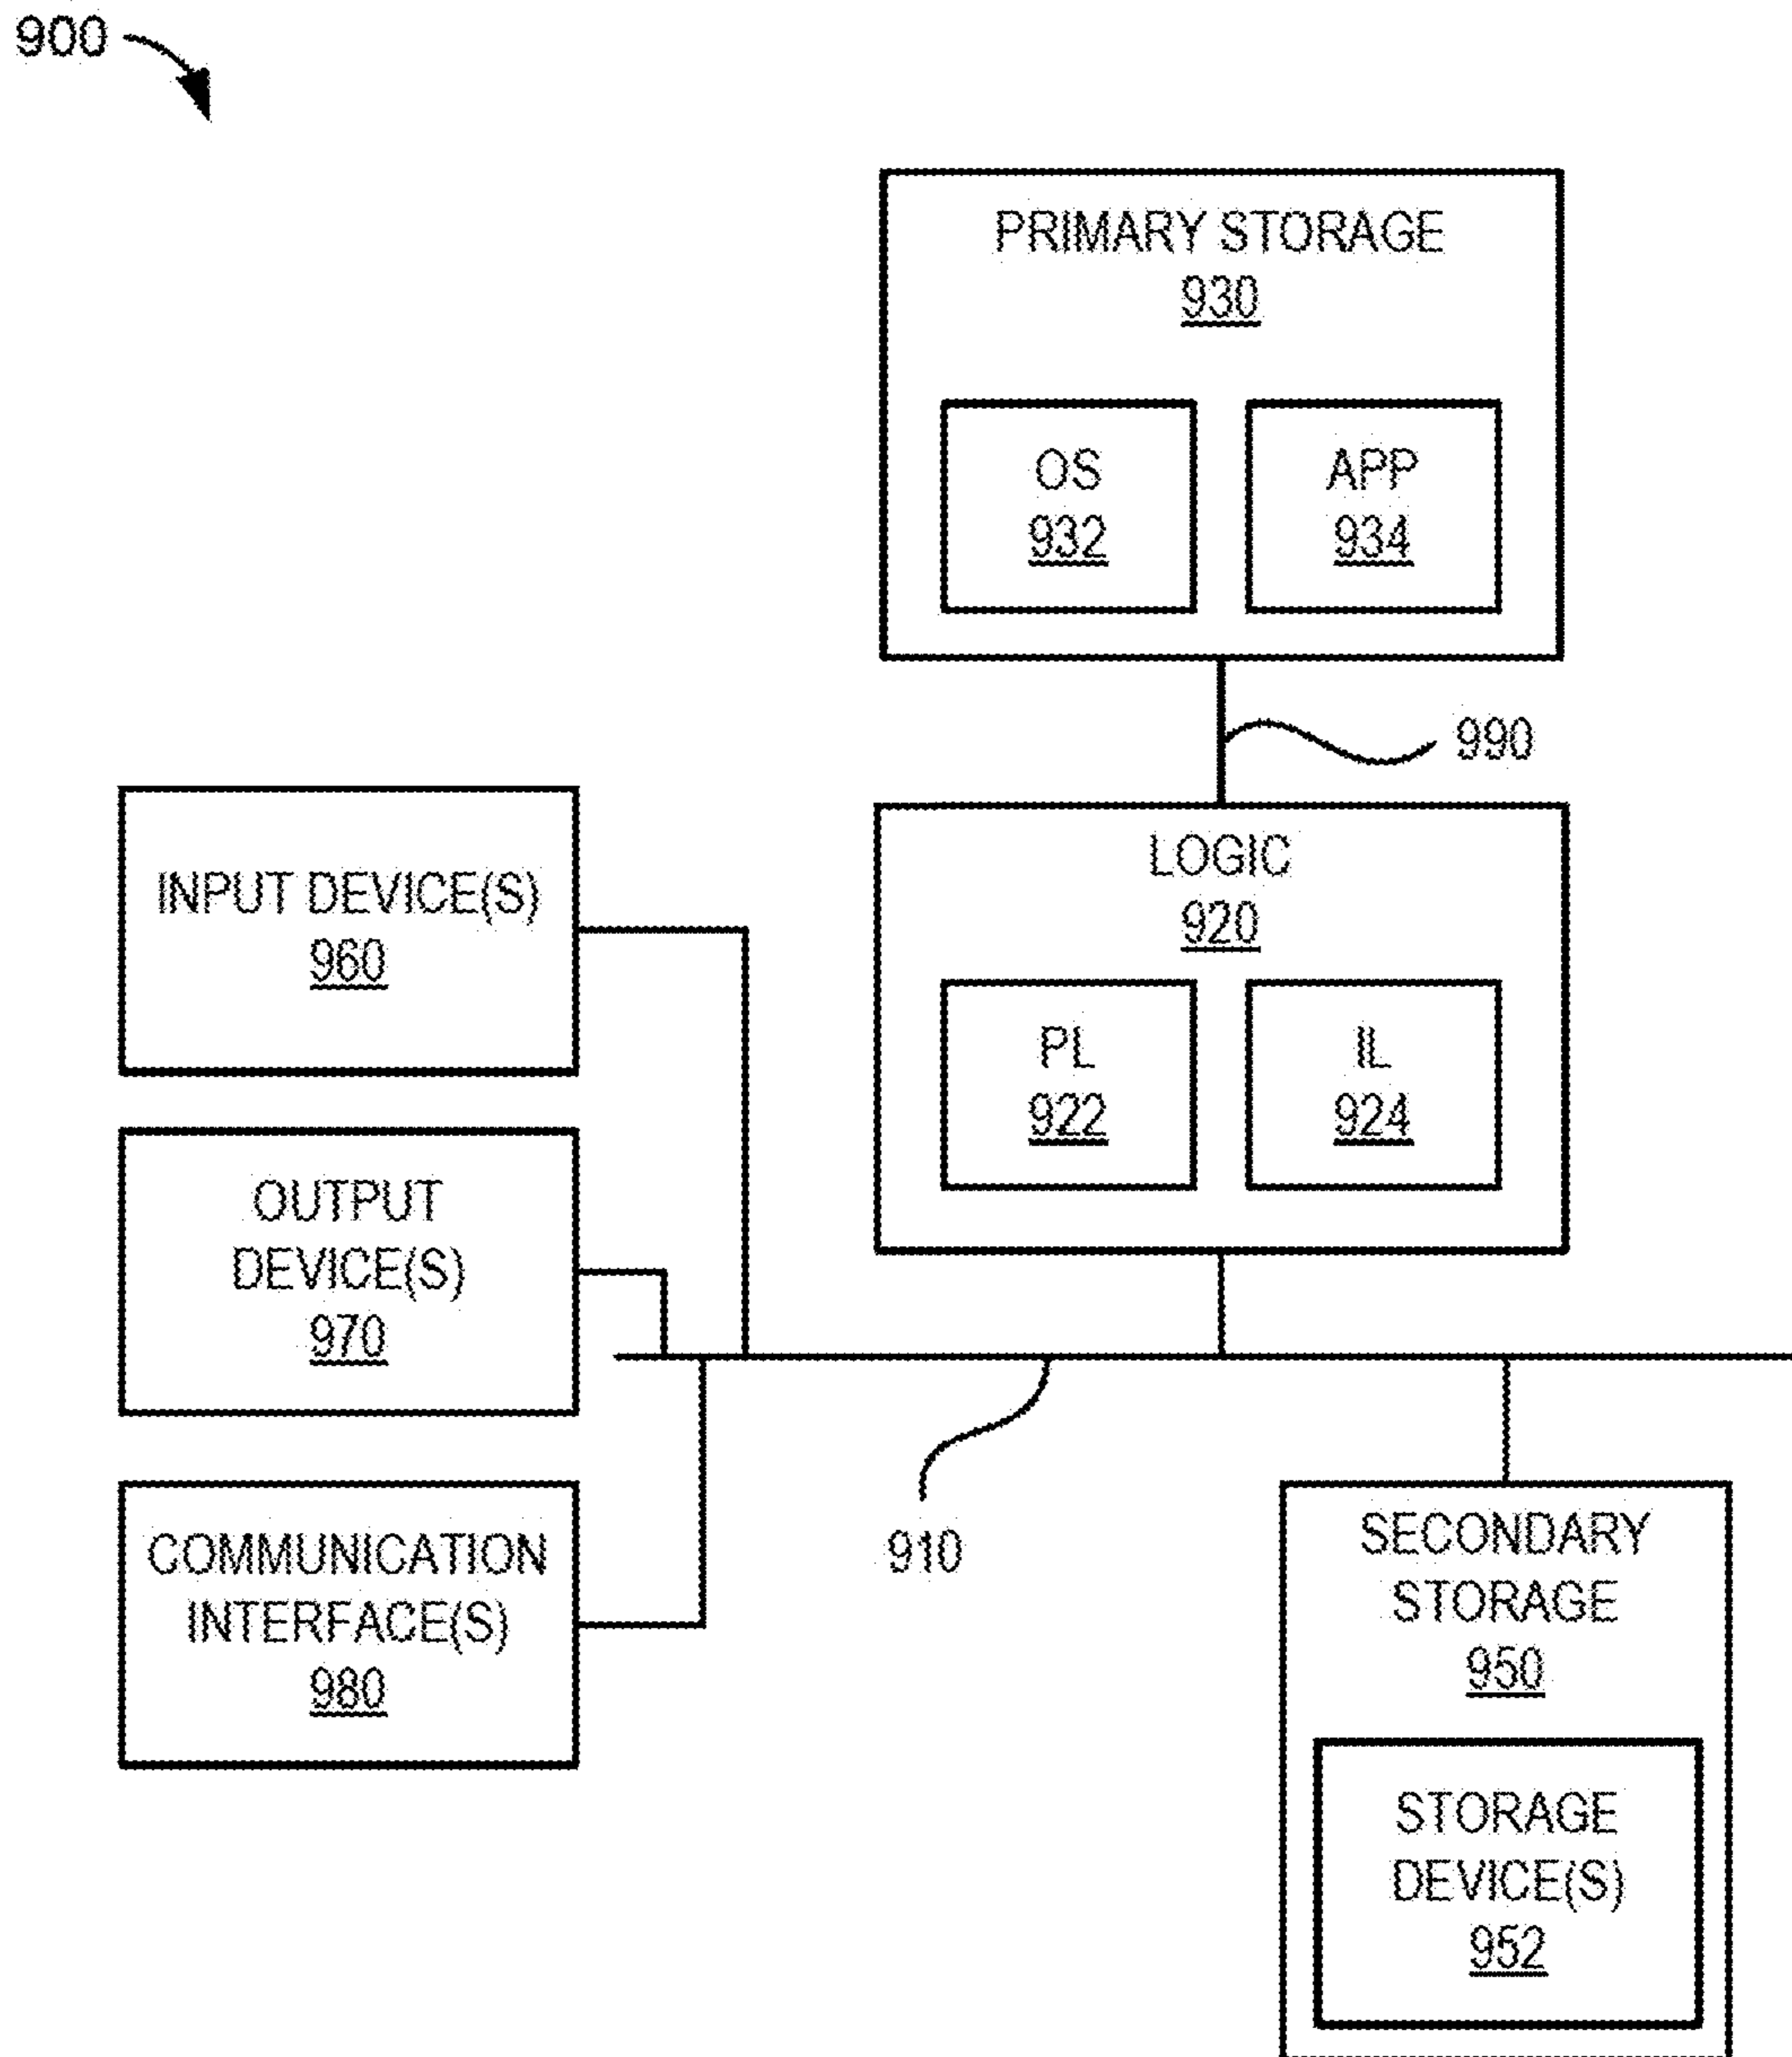 900
PRIMARY STORAGE
930
OS
932
APP
934
990
LOGIC
920
PL
922
IL
924
INPUT DEVICE(S)
960
OUTPUT
DEVICE(S)
970
COMMUNICATION
INTERFACE(S)
980
910
SECONDARY
STORAGE
950
STORAGE
DEVICE(S)
952